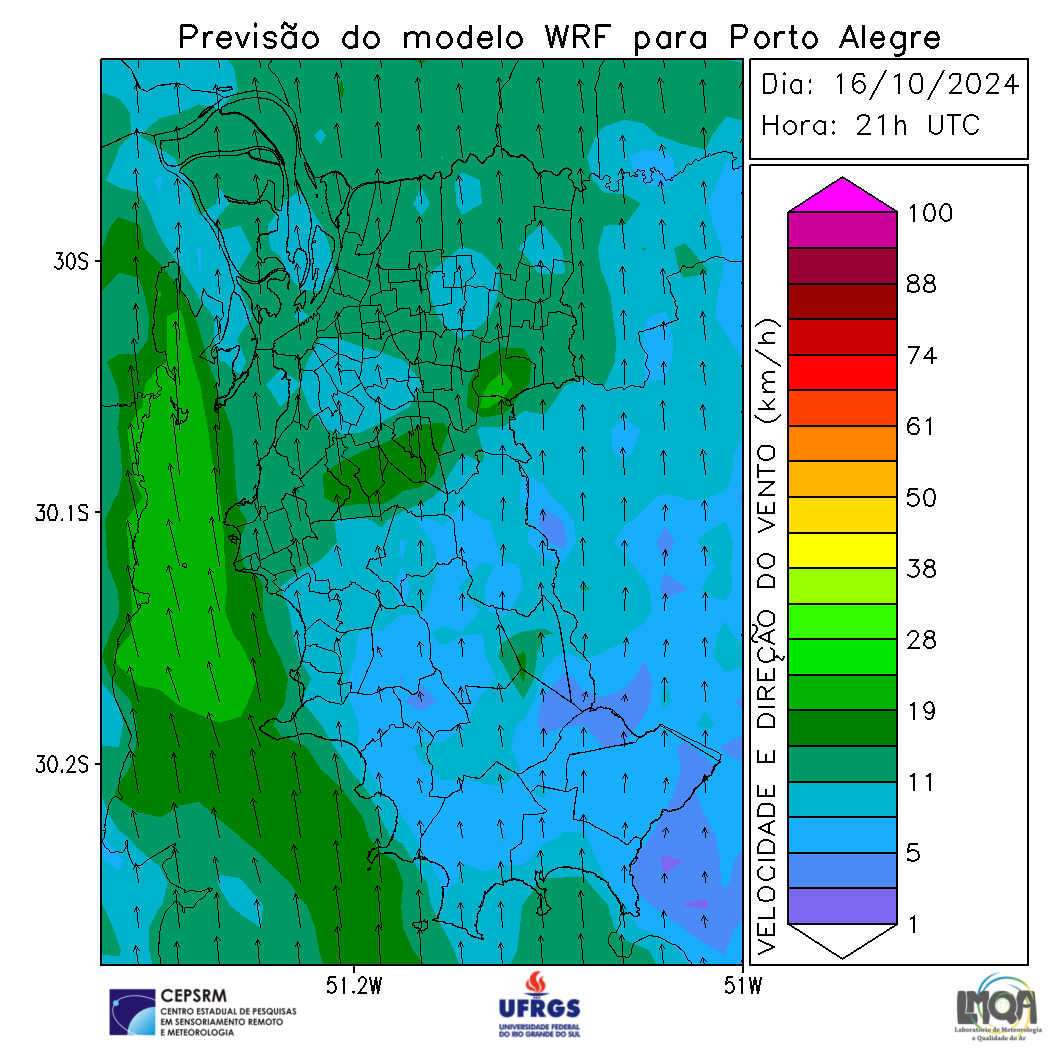 Previsão do modelo WRF para Porto Alegre
Dia: 16/10/2024
Hora: 21h UTC
30S
30.1S
30.2S
51.2W
51W
VELOCIDADE E DIREÇÃO DO VENTO (km/h)
100
88
74
61
50
38
28
19
11
5
1
CEPSRM
CENTRO ESTADUAL DE PESQUISAS
EM SENSORIAMENTO REMOTO
E METEOROLOGIA
UFRGS
UNIVERSIDADE FEDERAL
DO RIO GRANDE DO SUL
LMQA
Laboratório de Meteorologia
e Qualidade do Ar